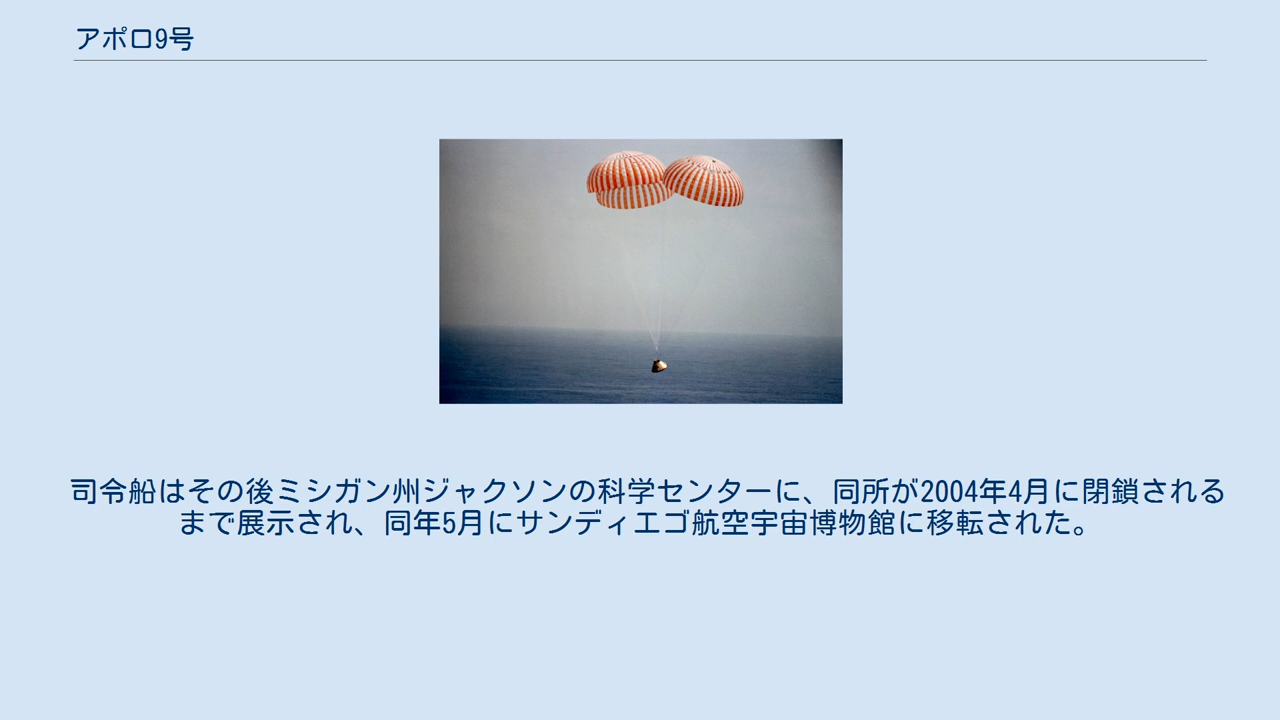 アポロ9号
司令船はその後ミシガン州ジャクソンの科学センターに、同所が2004年4月に閉鎖される
まで展示され、同年5月にサンディエゴ航空宇宙博物館に移転された。